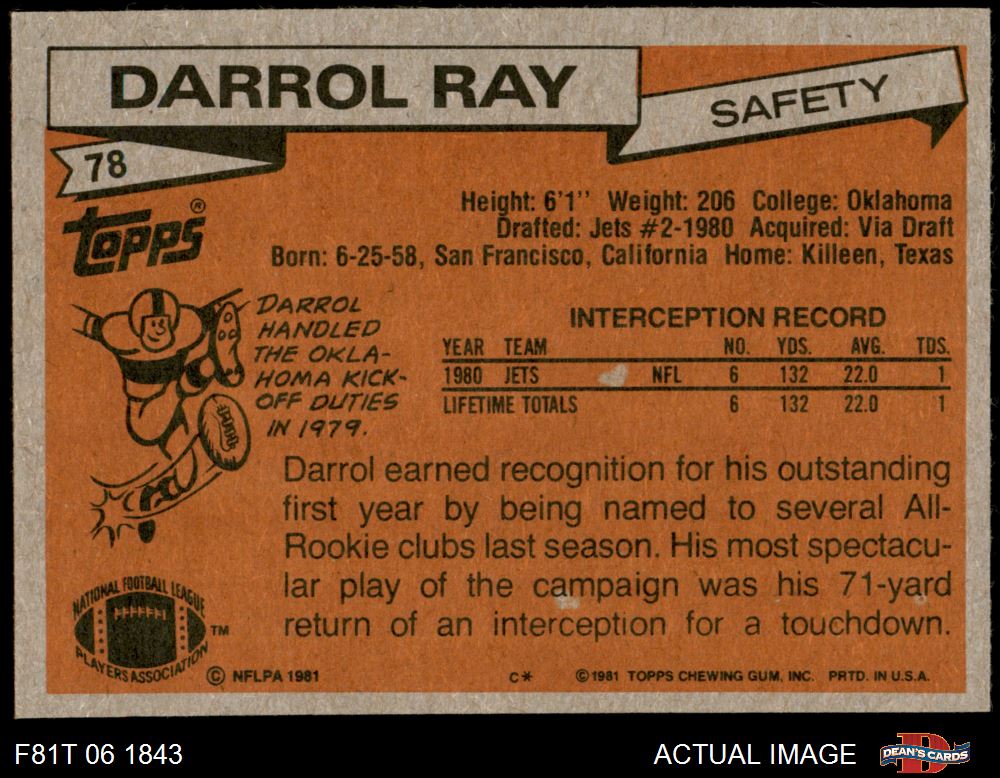 DARROL RAY
SAFETY
78
TOPPS®
Height: 6'1'' Weight: 206 College: Oklahoma
Drafted: Jets #2-1980 Acquired: Via Draft
Born: 6-25-58, San Francisco, California Home: Killeen, Texas
DARROL
HANDLED
THE OKLA-
HOMA KICK-
OFF DUTIES
IN 1979.
INTERCEPTION RECORD
YEAR TEAM NO. YDS. AVG. TDS.
1980 JETS NFL 6 132 22.0 1
LIFETIME TOTALS 6 132 22.0 1
Darrol earned recognition for his outstanding
first year by being named to several All-
Rookie clubs last season. His most spectacu-
lar play of the campaign was his 71-yard
return of an interception for a touchdown.
NATIONAL FOOTBALL LEAGUE
PLAYERS ASSOCIATION
TM
© NFLPA 1981
C*
© 1981 TOPPS CHEWING GUM, INC. PRTD. IN U.S.A.
F81T 06 1843
ACTUAL IMAGE
D
DEAN'S CARDS